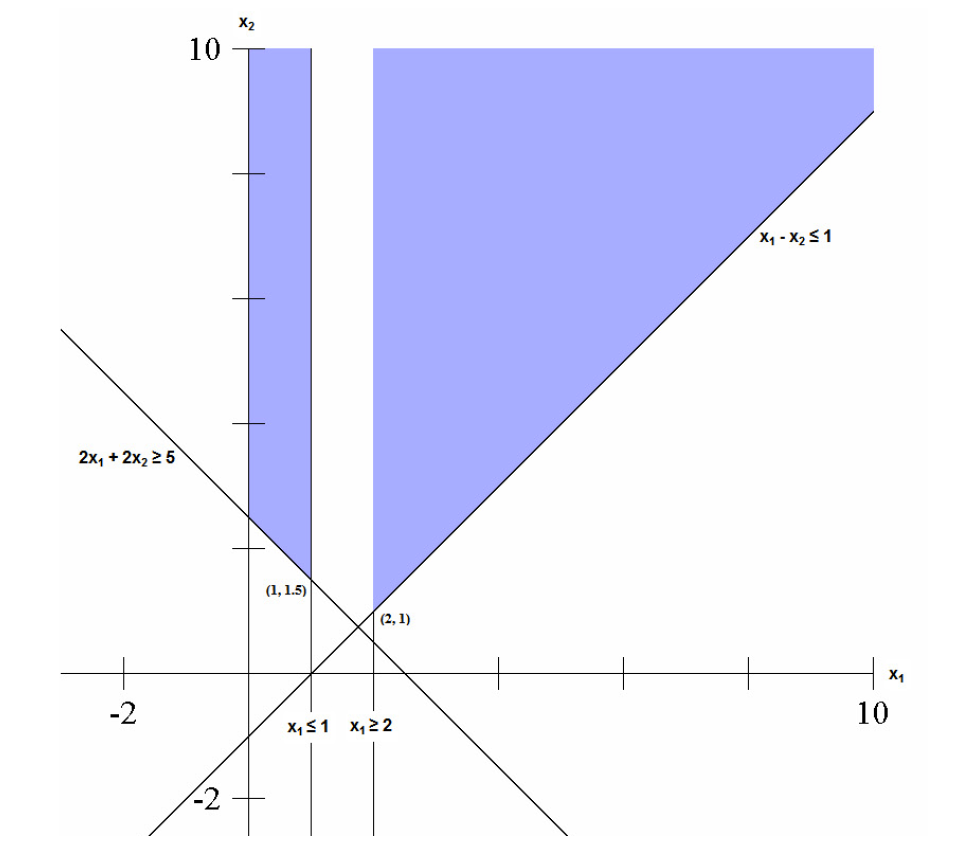 x₂
10
x₁ - x₂ ≤ 1
2x₁ + 2x₂ ≥ 5
(1, 1.5)
(2, 1)
x₁
-2
10
x₁ ≤ 1
x₁ ≥ 2
-2